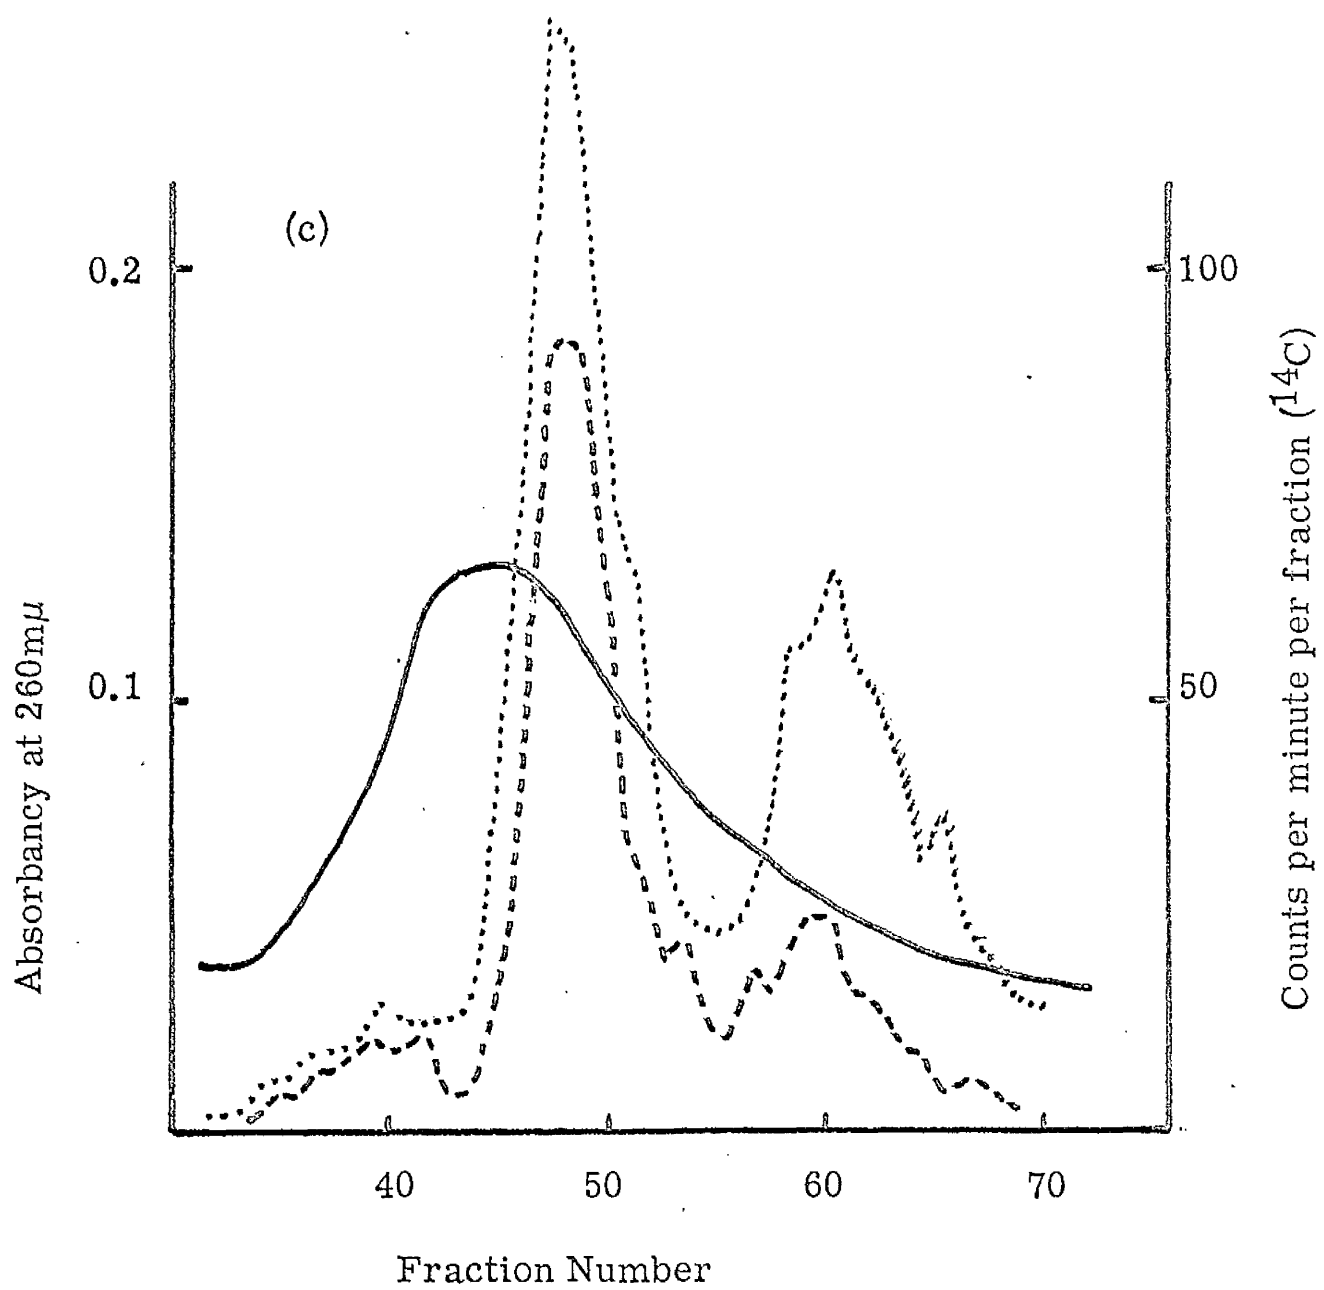 (c)
0.2
100
0.1
50
Absorbancy at 260mμ
Counts per minute per fraction (¹⁴C)
40 50 60 70
Fraction Number